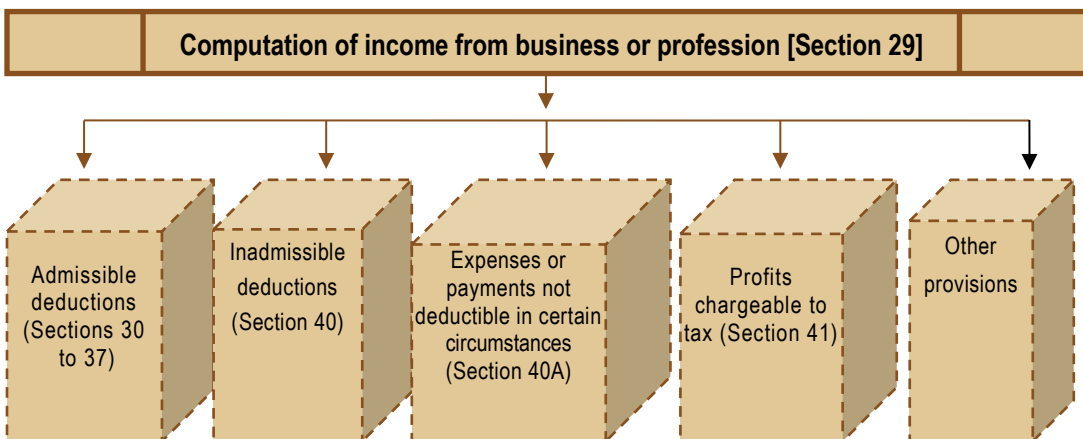 Computation of income from business or profession [Section 29]
Admissible
deductions
(Sections 30
to 37)
Inadmissible
deductions
(Section 40)
Expenses or
payments not
deductible in certain
circumstances
(Section 40A)
Profits
chargeable to
tax (Section 41)
Other
provisions